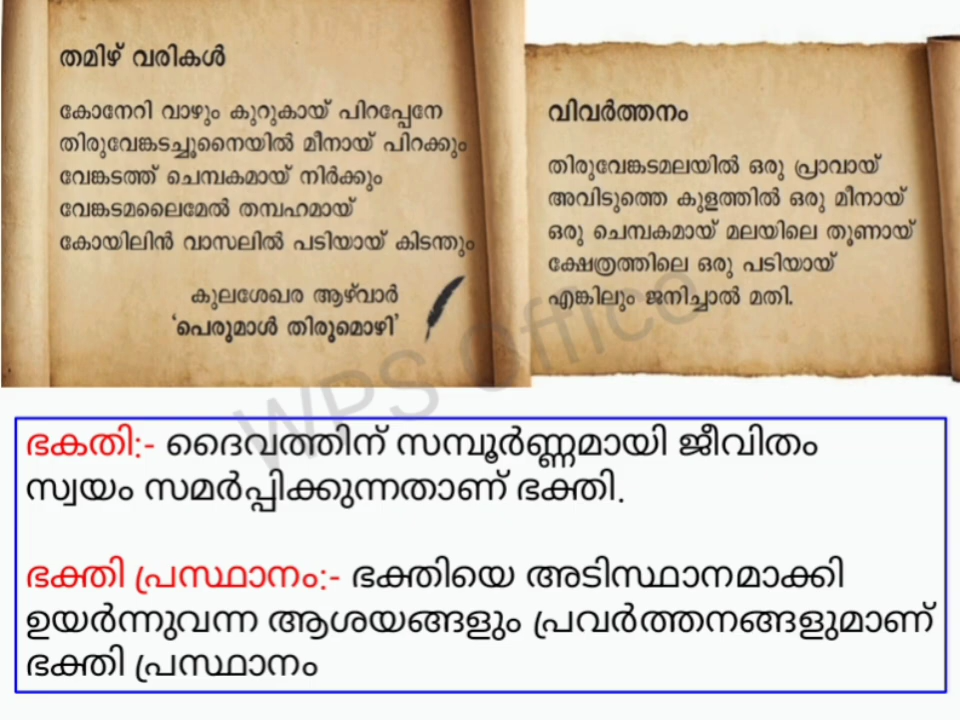 തമിഴ് വരികൾ
കോനേറി വാഴും കുറുകായ് പിറപ്പേനേ
തിരുവേങ്കടച്ചൂനൈയിൽ മീനായ് പിറക്കും
വേങ്കടത്ത് ചെമ്പകമായ് നിർക്കും
വേങ്കടമലൈമേൽ തമ്പഹമായ്
കോയിലിൻ വാസലിൽ പടിയായ് കിടന്തും
കുലശേഖര ആഴ്‌വാർ
'പെരുമാൾ തിരുമൊഴി'
വിവർത്തനം
തിരുവേങ്കടമലയിൽ ഒരു പ്രാവായ്
അവിടുത്തെ കുളത്തിൽ ഒരു മീനായ്
ഒരു ചെമ്പകമായ് മലയിലെ തൂണായ്
ക്ഷേത്രത്തിലെ ഒരു പടിയായ്
എങ്കിലും ജനിച്ചാൽ മതി.
WPS Office
ഭകതി:- ദൈവത്തിന് സമ്പൂർണ്ണമായി ജീവിതം
സ്വയം സമർപ്പിക്കുന്നതാണ് ഭക്തി.
ഭക്തി പ്രസ്ഥാനം:- ഭക്തിയെ അടിസ്ഥാനമാക്കി
ഉയർന്നുവന്ന ആശയങ്ങളും പ്രവർത്തനങ്ങളുമാണ്
ഭക്തി പ്രസ്ഥാനം